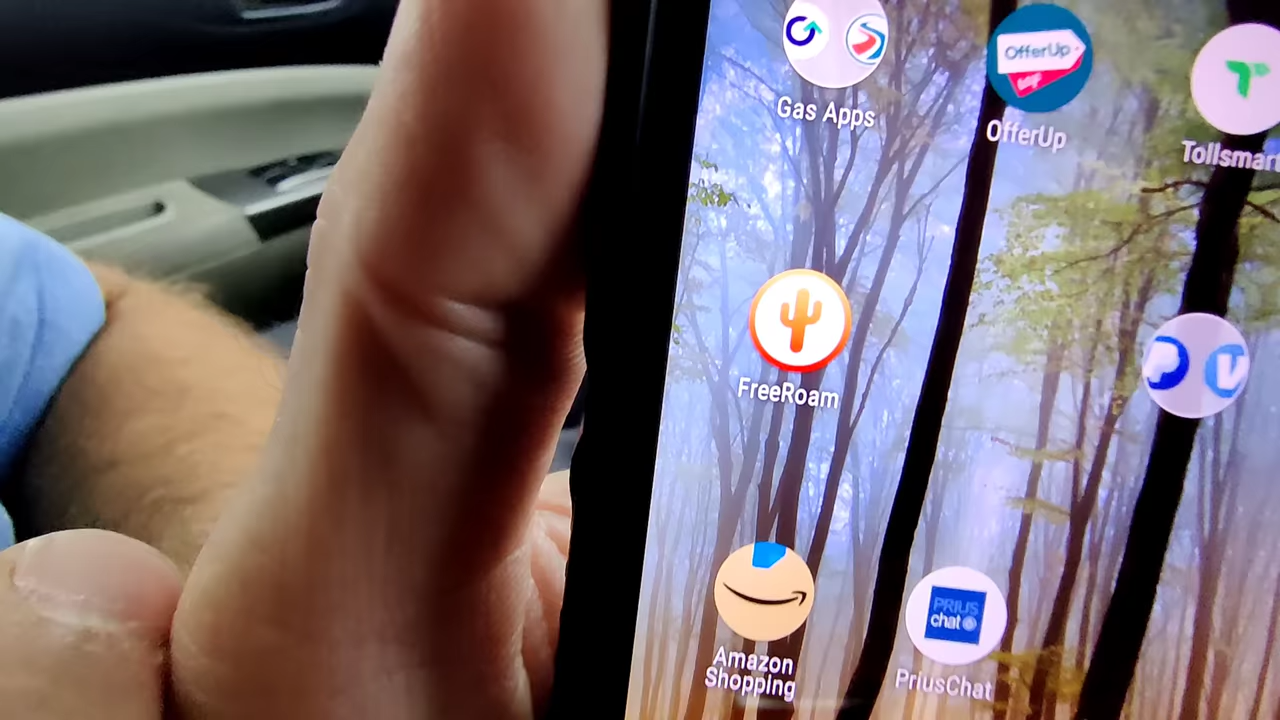 Gas Apps
OfferUp
OfferUp
FreeRoam
Amazon
Shopping
PRIUS
chat
PriusChat